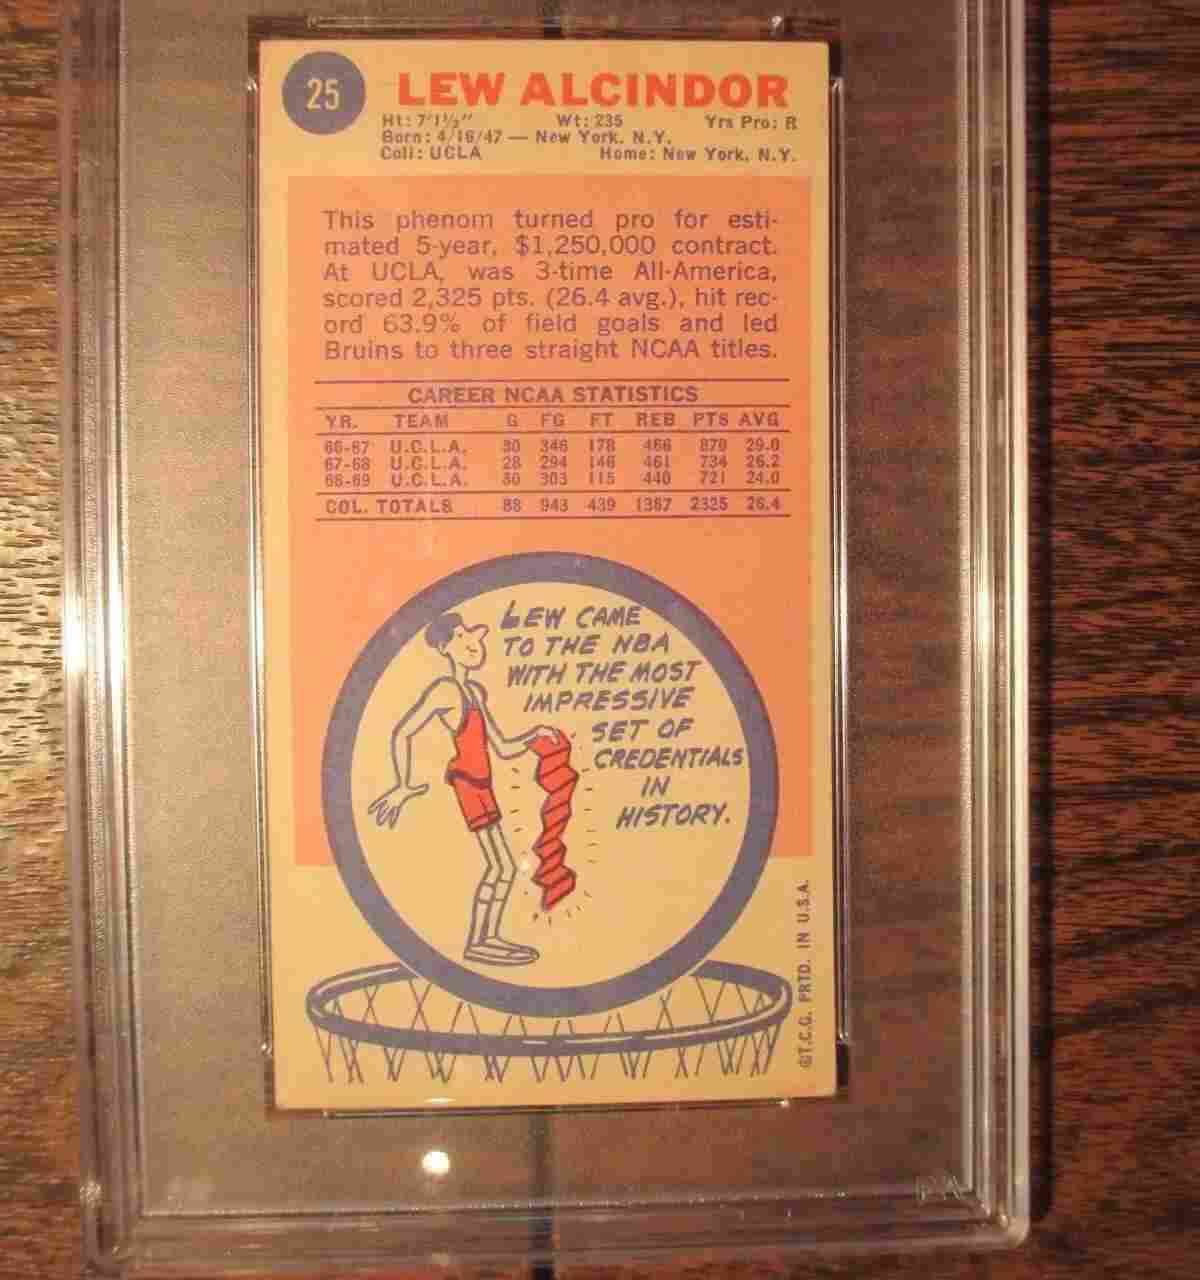 25
LEW ALCINDOR
Ht: 7'1½" Wt: 235 Yrs Pro: R
Born: 4/16/47 — New York, N.Y.
Coll: UCLA Home: New York, N.Y.
This phenom turned pro for esti-
mated 5-year, $1,250,000 contract.
At UCLA, was 3-time All-America,
scored 2,325 pts. (26.4 avg.), hit rec-
ord 63.9% of field goals and led
Bruins to three straight NCAA titles.
CAREER NCAA STATISTICS
YR. TEAM G FG FT REB PTS AVG
66-67 U.C.L.A. 30 346 178 466 870 29.0
67-68 U.C.L.A. 28 294 146 461 734 26.2
68-69 U.C.L.A. 30 303 115 440 721 24.0
COL. TOTALS 88 943 439 1367 2325 26.4
LEW CAME
TO THE NBA
WITH THE MOST
IMPRESSIVE
SET OF
CREDENTIALS
IN
HISTORY.
©T.C.G. PRTD. IN U.S.A.